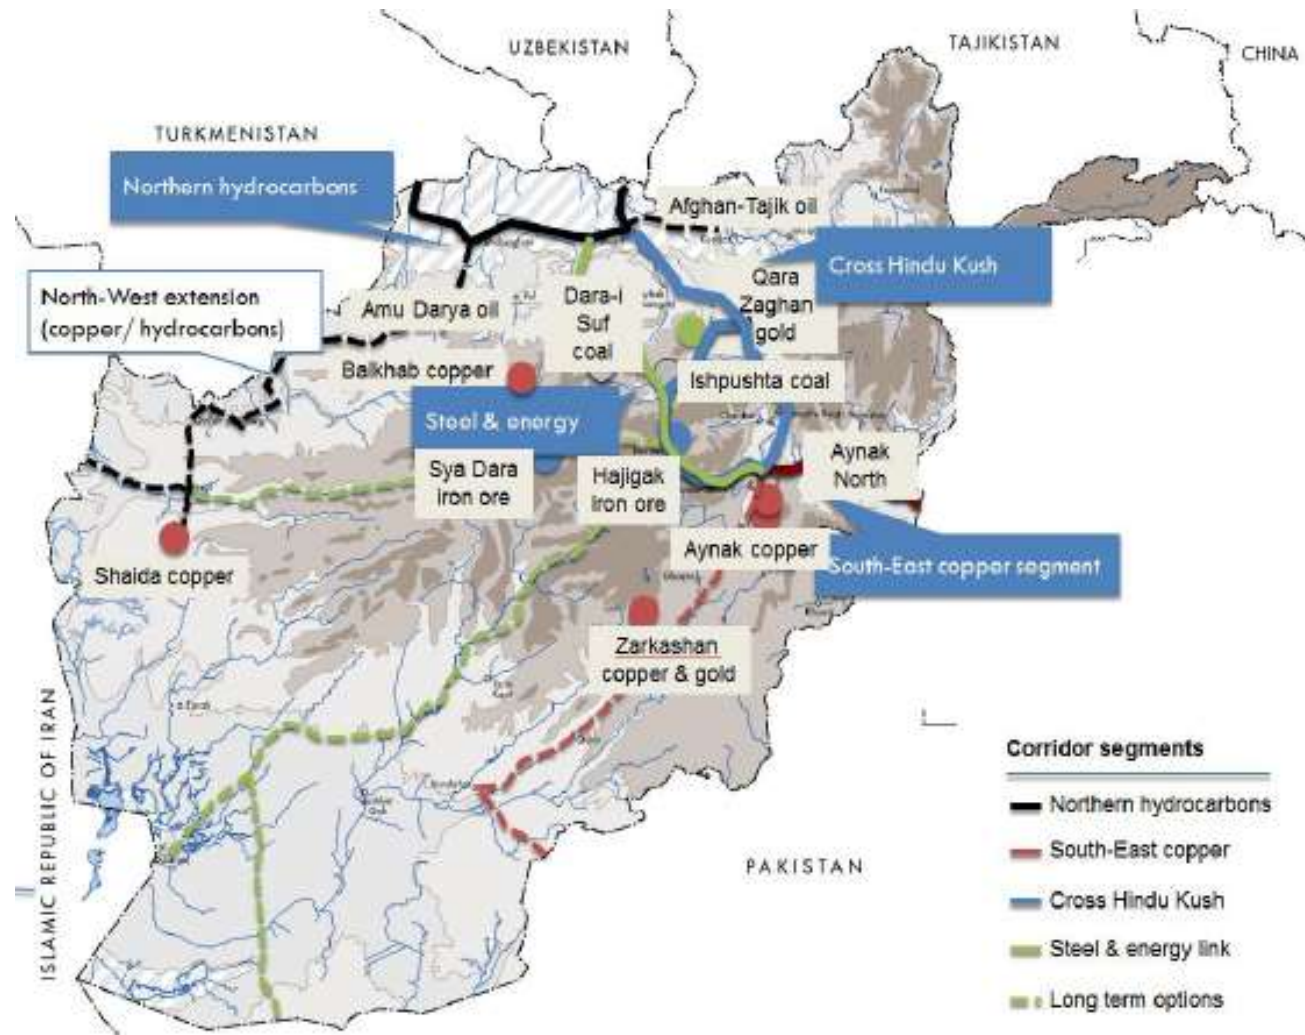 UZBEKISTAN
TAJIKISTAN
CHINA
TURKMENISTAN
Northern hydrocarbons
Afghan-Tajik oil
Cross Hindu Kush
Qara
Zaghan
gold
North-West extension
(copper/ hydrocarbons)
Amu Darya oil
Dara-i
Suf
coal
Balkhab copper
Ishpushta coal
Steel & energy
Sya Dara
iron ore
Hajigak
iron ore
Aynak
North
Aynak copper
South-East copper segment
Shaida copper
Zarkashan
copper & gold
ISLAMIC REPUBLIC OF IRAN
PAKISTAN
Corridor segments
Northern hydrocarbons
South-East copper
Cross Hindu Kush
Steel & energy link
Long term options